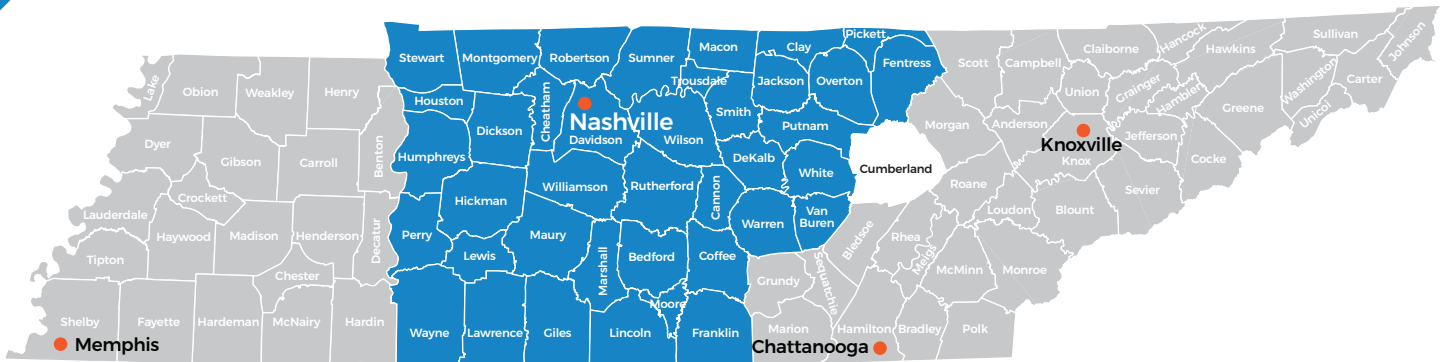 Lake
Obion
Weakley
Henry
Dyer
Gibson
Carroll
Benton
Crockett
Lauderdale
Haywood
Madison
Henderson
Decatur
Tipton
Chester
Shelby
Fayette
Hardeman
McNairy
Hardin
Memphis
Stewart
Montgomery
Robertson
Sumner
Macon
Clay
Pickett
Fentress
Trousdale
Jackson
Overton
Houston
Cheatham
Smith
Dickson
Nashville
Davidson
Wilson
Putnam
Humphreys
DeKalb
White
Cumberland
Williamson
Rutherford
Cannon
Hickman
Van
Buren
Warren
Perry
Maury
Lewis
Marshall
Bedford
Coffee
Moore
Wayne
Lawrence
Giles
Lincoln
Franklin
Scott
Campbell
Claiborne
Hancock
Hawkins
Sullivan
Johnson
Union
Grainger
Hamblen
Washington
Carter
Greene
Unicoi
Morgan
Anderson
Knoxville
Knox
Jefferson
Cocke
Roane
Sevier
Loudon
Blount
Bledsoe
Rhea
Meigs
McMinn
Monroe
Grundy
Sequatchie
Marion
Hamilton
Bradley
Polk
Chattanooga